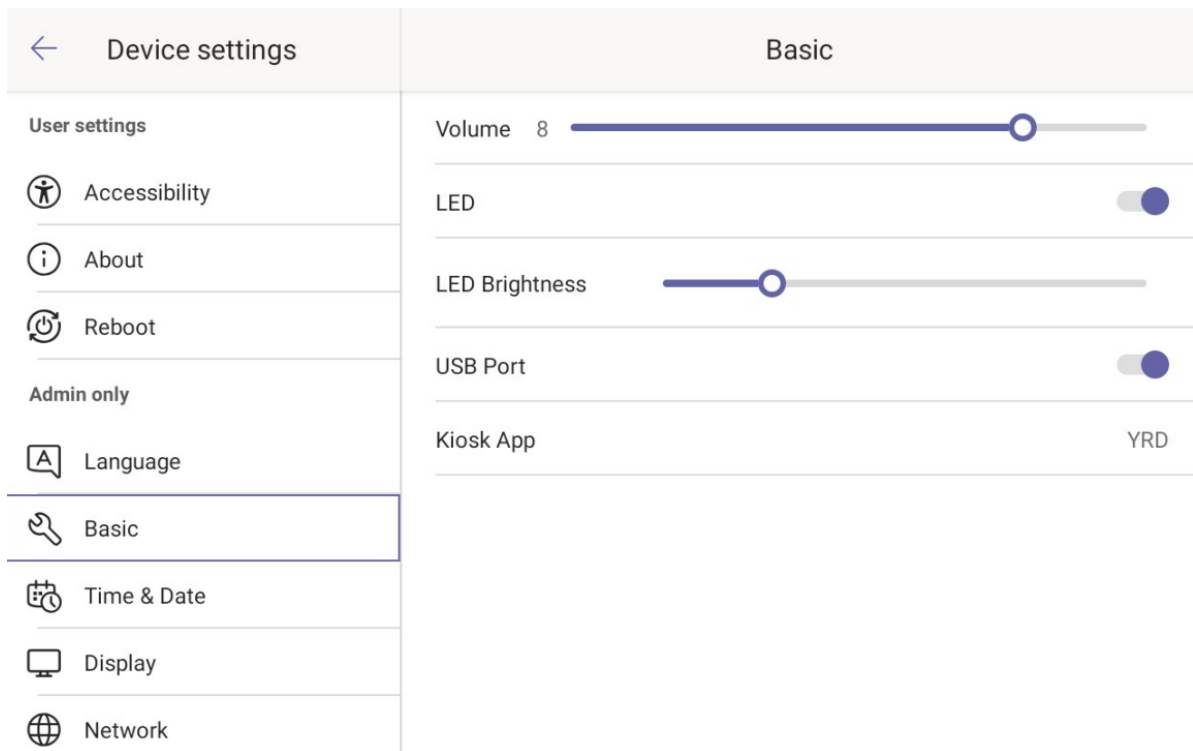 Device settings
Basic
User settings
Accessibility
About
Reboot
Admin only
Language
Basic
Time & Date
Display
Network
Volume 8
LED
LED Brightness
USB Port
Kiosk App YRD